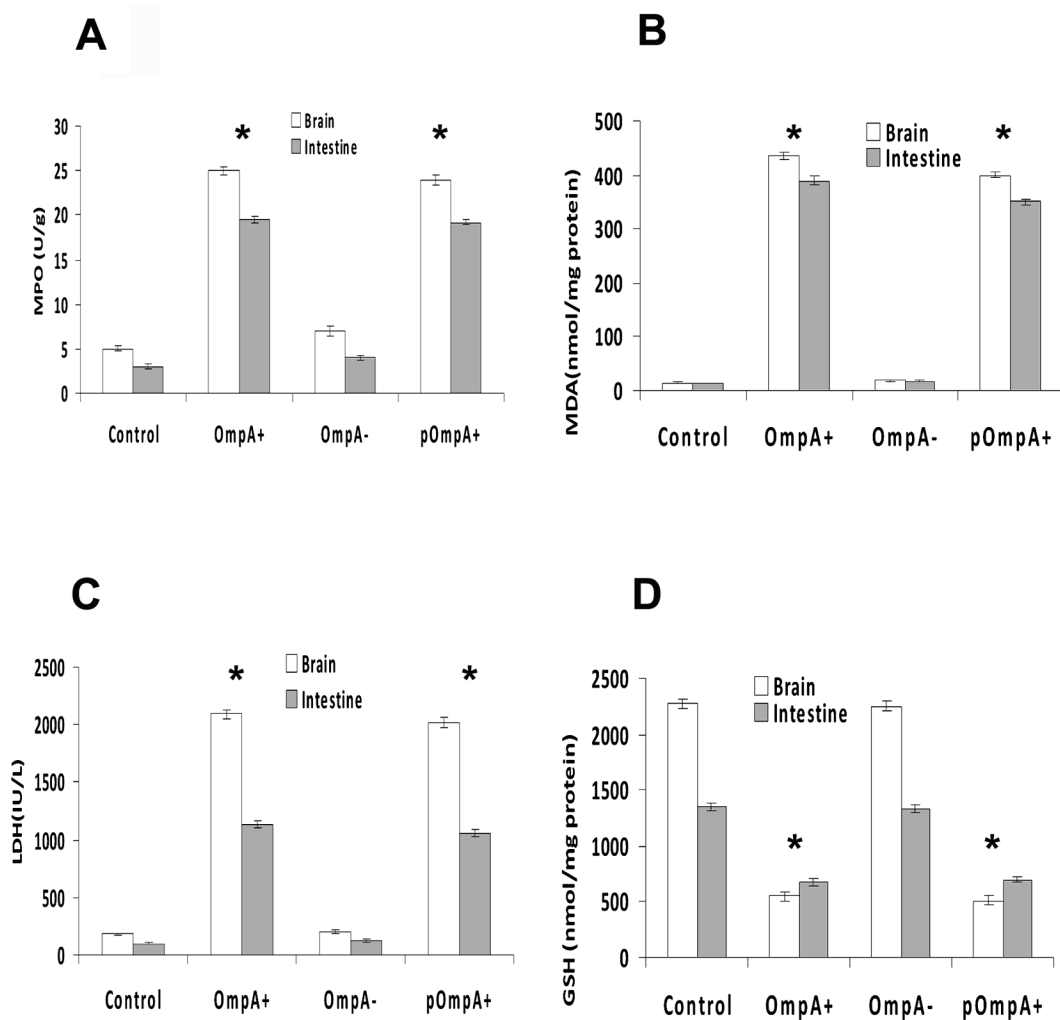 A
MPO (U/g)
30
25
20
15
10
5
0
*
*
Brain
Intestine
Control OmpA+ OmpA- pOmpA+
B
MDA(nmol/mg protein)
500
400
300
200
100
0
*
*
Brain
Intestine
Control OmpA+ OmpA- pOmpA+
C
LDH(IU/L)
2500
2000
1500
1000
500
0
*
*
Brain
Intestine
Control OmpA+ OmpA- pOmpA+
D
GSH (nmol/mg protein)
2500
2000
1500
1000
500
0
Brain
Intestine
*
*
Control OmpA+ OmpA- pOmpA+